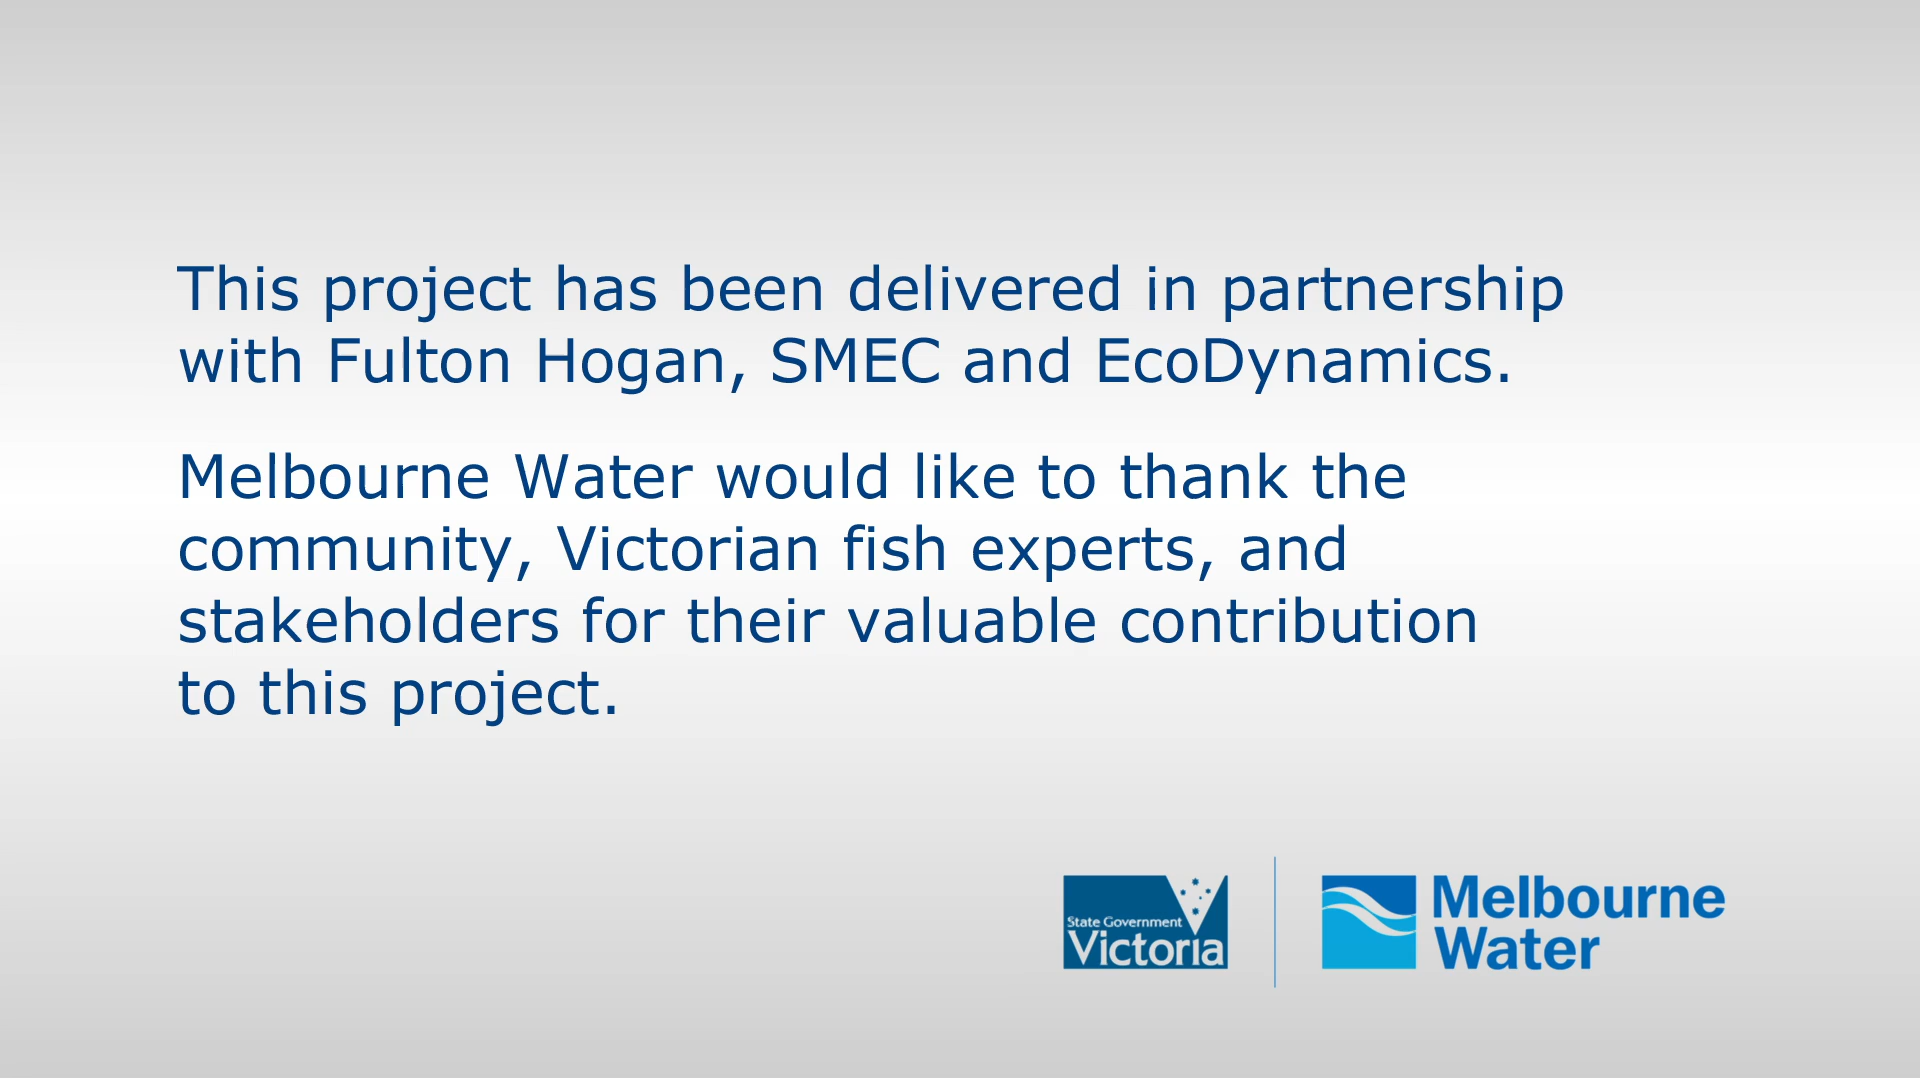 This project has been delivered in partnership
with Fulton Hogan, SMEC and EcoDynamics.
Melbourne Water would like to thank the
community, Victorian fish experts, and
stakeholders for their valuable contribution
to this project.
State Government
Victoria
Melbourne
Water